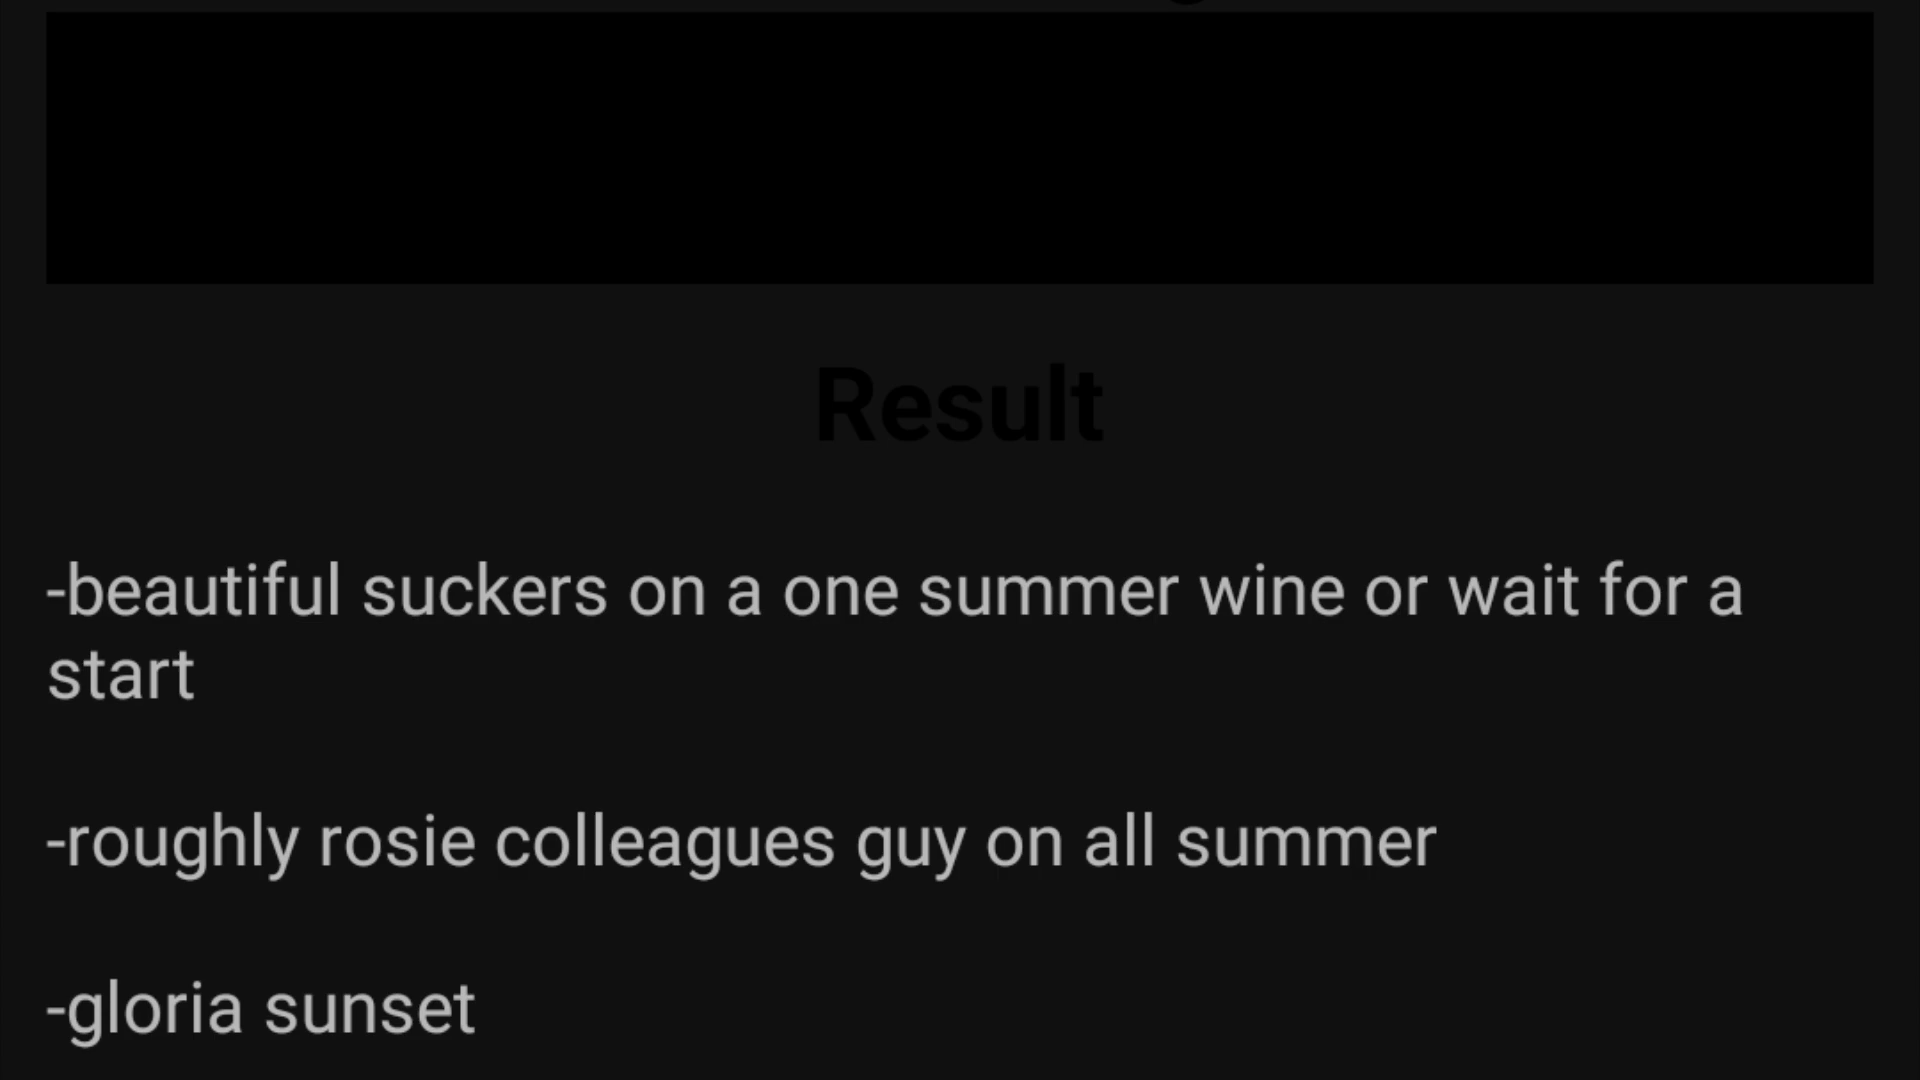 Result
-beautiful suckers on a one summer wine or wait for a
start
-roughly rosie colleagues guy on all summer
-gloria sunset